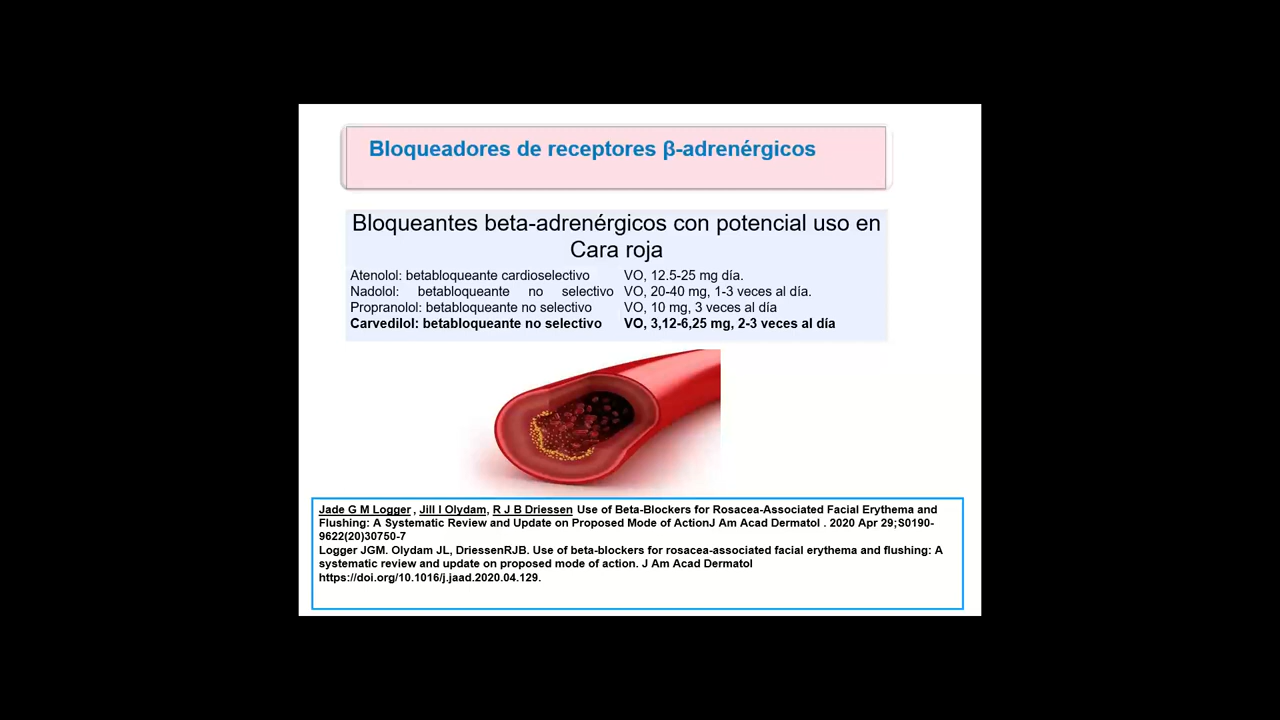 Bloqueadores de receptores β-adrenérgicos
Bloqueantes beta-adrenérgicos con potencial uso en
Cara roja
Atenolol: betabloqueante cardioselectivo VO, 12.5-25 mg día.
Nadolol: betabloqueante no selectivo VO, 20-40 mg, 1-3 veces al día.
Propranolol: betabloqueante no selectivo VO, 10 mg, 3 veces al día
Carvedilol: betabloqueante no selectivo VO, 3,12-6,25 mg, 2-3 veces al día
Jade G M Logger , Jill I Olydam, R J B Driessen Use of Beta-Blockers for Rosacea-Associated Facial Erythema and
Flushing: A Systematic Review and Update on Proposed Mode of ActionJ Am Acad Dermatol . 2020 Apr 29;S0190-
9622(20)30750-7
Logger JGM. Olydam JL, DriessenRJB. Use of beta-blockers for rosacea-associated facial erythema and flushing: A
systematic review and update on proposed mode of action. J Am Acad Dermatol
https://doi.org/10.1016/j.jaad.2020.04.129.